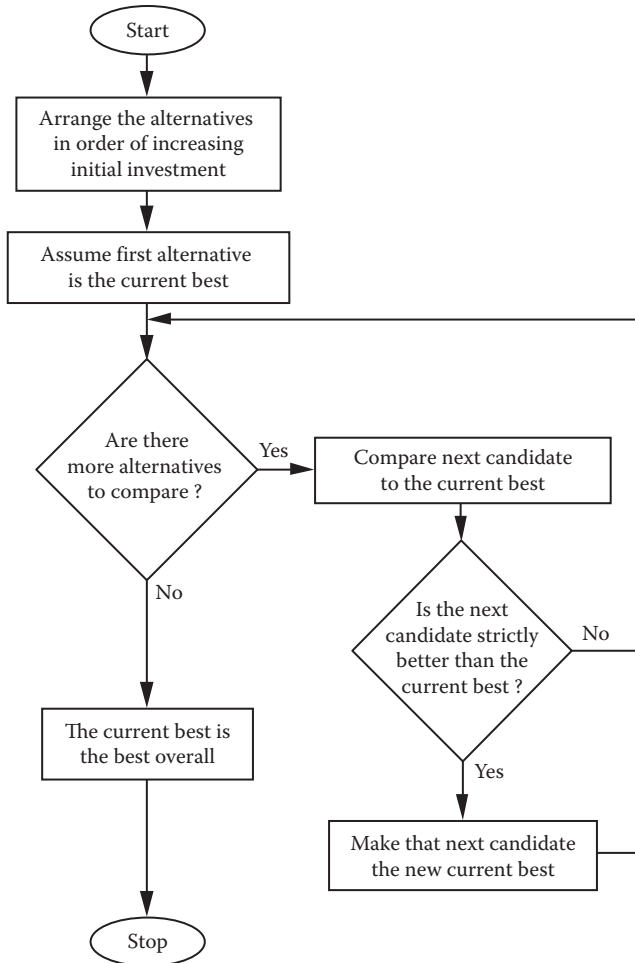 Start
Arrange the alternatives
in order of increasing
initial investment
Assume first alternative
is the current best
Are there
more alternatives
to compare ?
Yes
Compare next candidate
to the current best
No
Is the next
candidate strictly
better than the
current best ?
No
Yes
The current best is
the best overall
Make that next candidate
the new current best
Stop